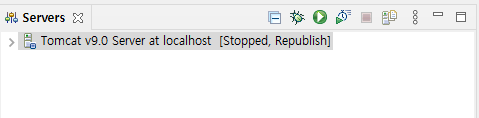 Servers
Tomcat v9.0 Server at localhost [Stopped, Republish]